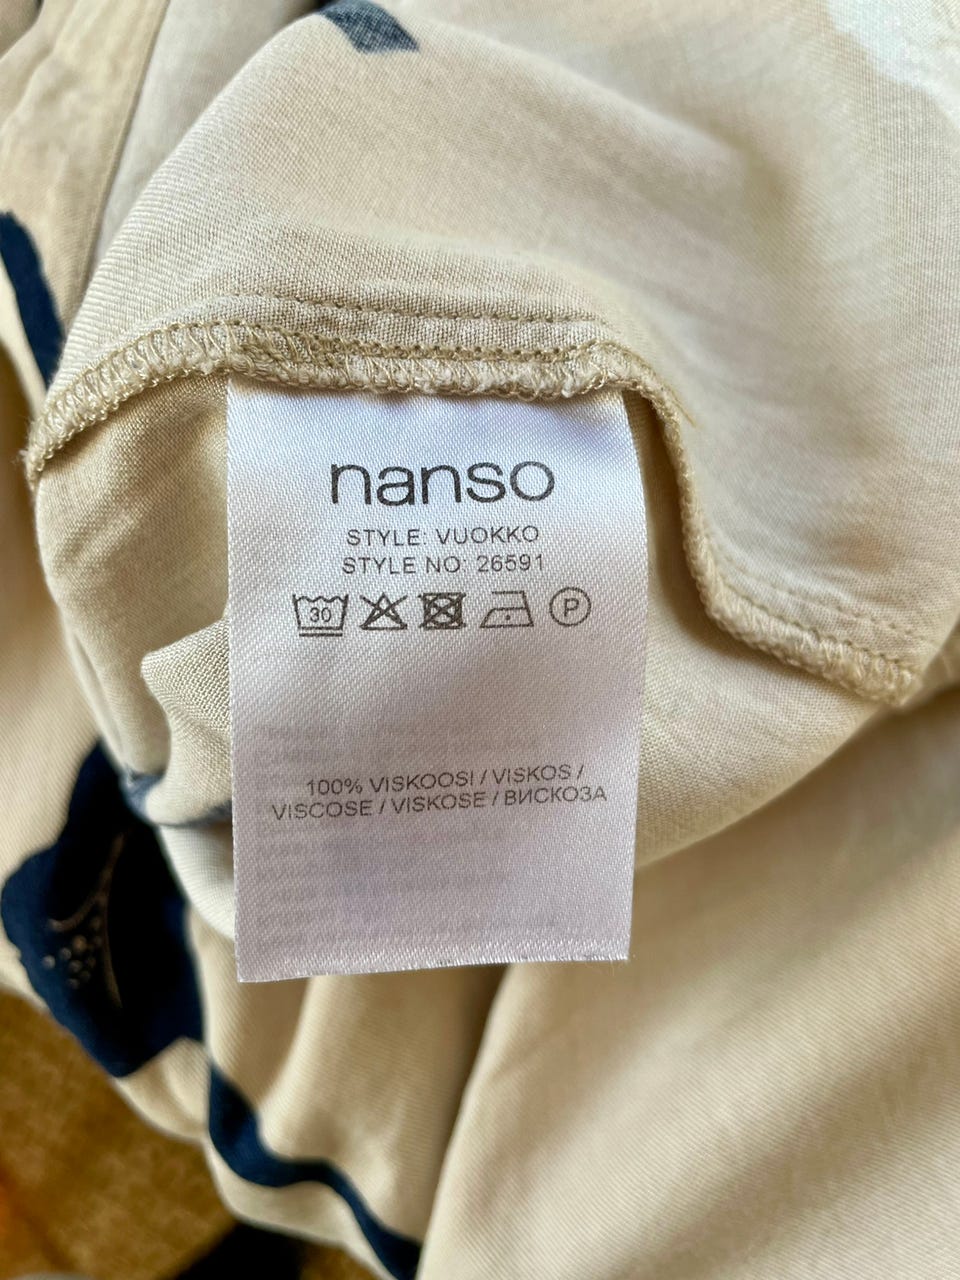 nanso
STYLE: VUOKKO
STYLE NO: 26591
30 P
100% VISKOOSI / VISKOS /
VISCOSE / VISKOSE / ВИСКОЗА